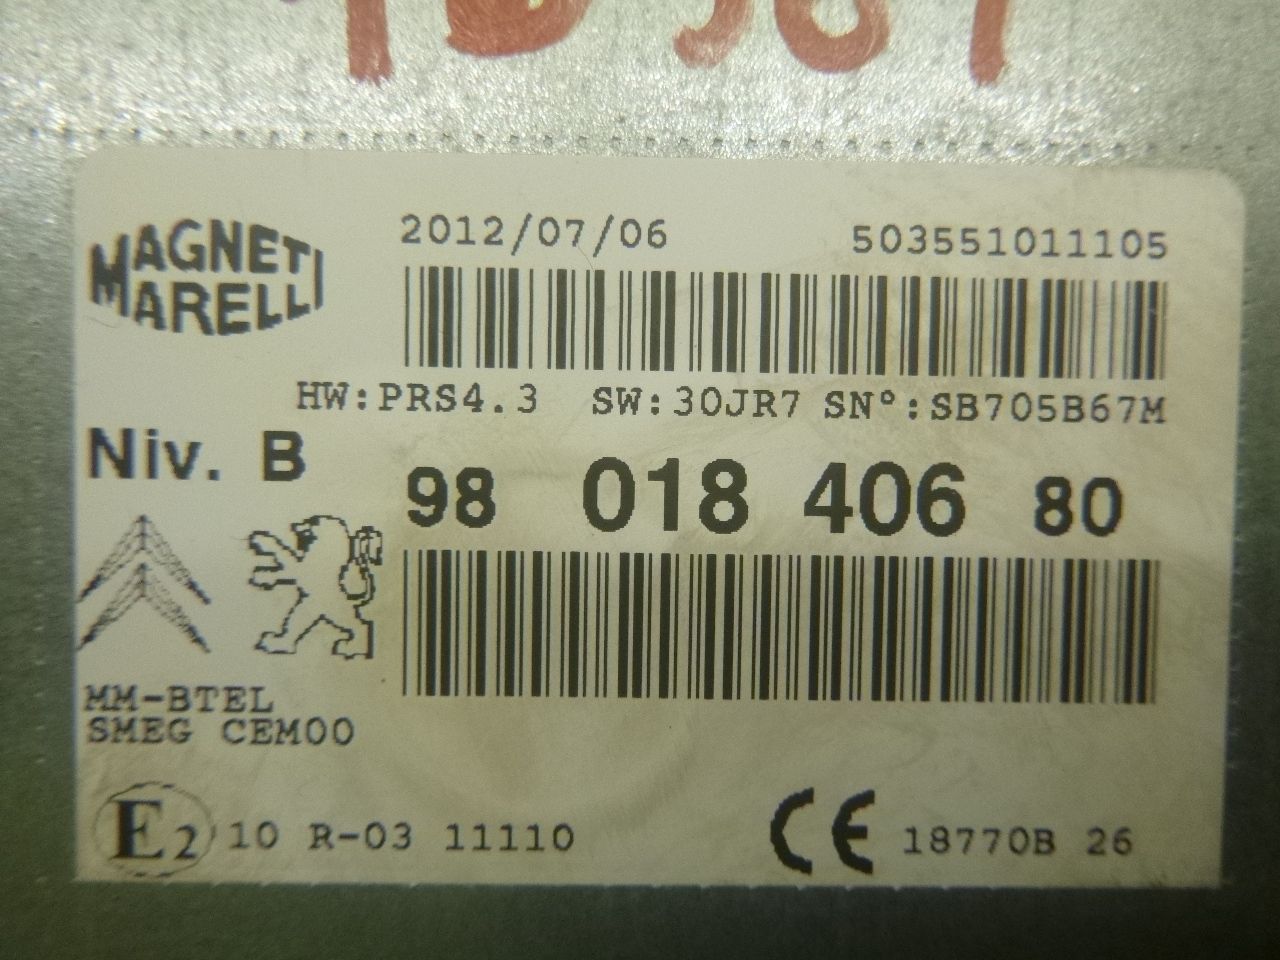 MAGNETI
MARELLI
2012/07/06 503551011105
HW:PRS4.3 SW:30JR7 SN°:SB705B67M
Niv. B
98 018 406 80
MM-BTEL
SMEG CEM00
E2 10 R-03 11110
CE 18770B 26